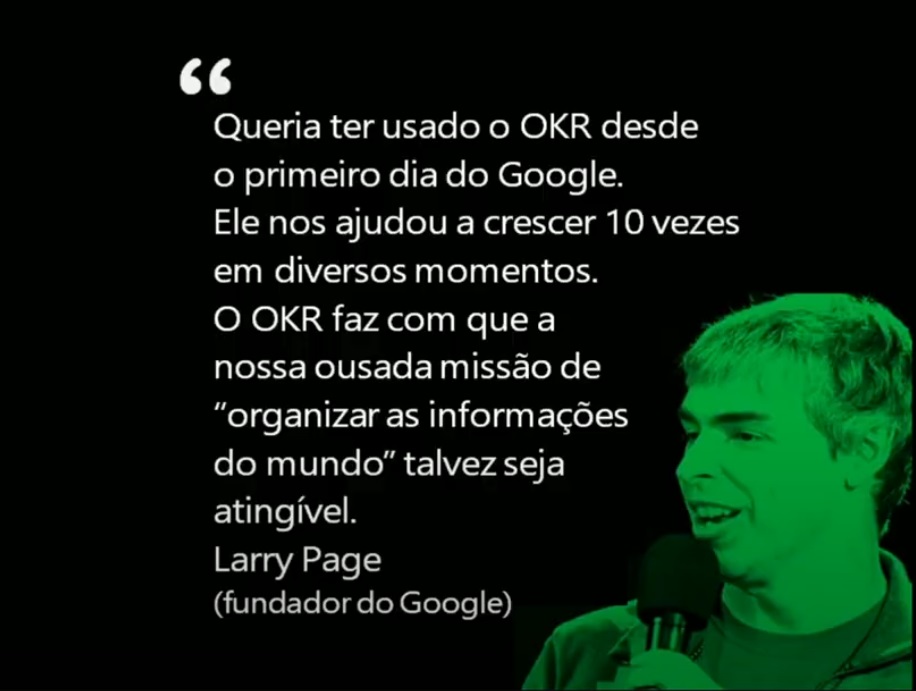 “
Queria ter usado o OKR desde
o primeiro dia do Google.
Ele nos ajudou a crescer 10 vezes
em diversos momentos.
O OKR faz com que a
nossa ousada missão de
“organizar as informações
do mundo” talvez seja
atingível.
Larry Page
(fundador do Google)